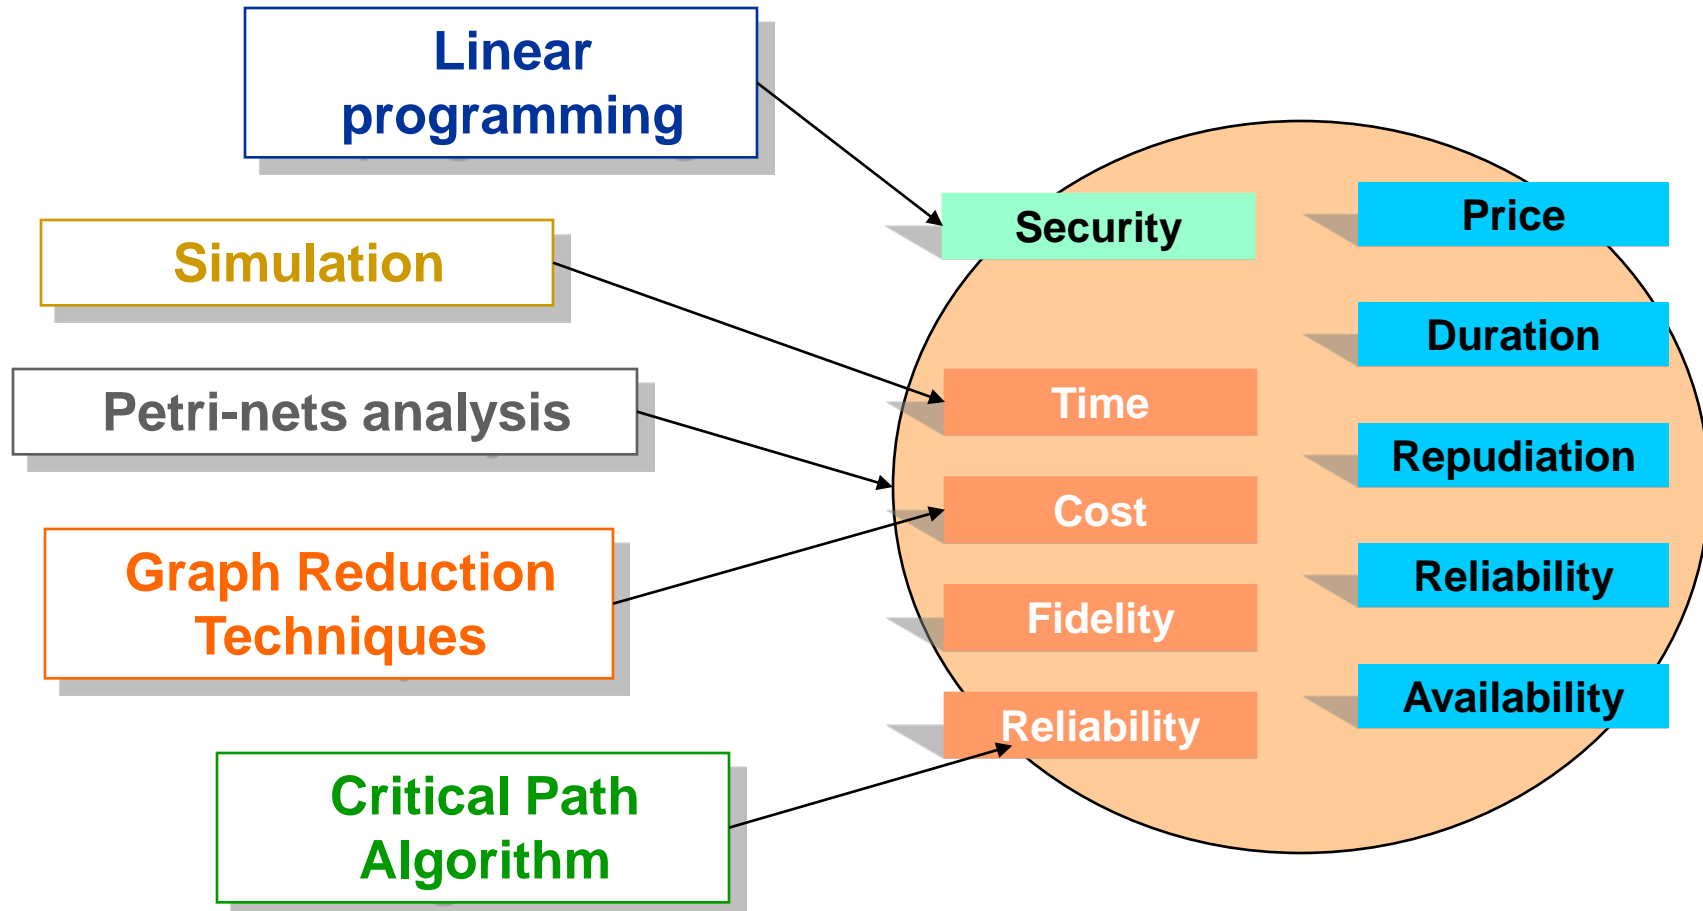 Linear
programming
Simulation
Petri-nets analysis
Graph Reduction
Techniques
Critical Path
Algorithm
Security
Time
Cost
Fidelity
Reliability
Price
Duration
Repudiation
Reliability
Availability